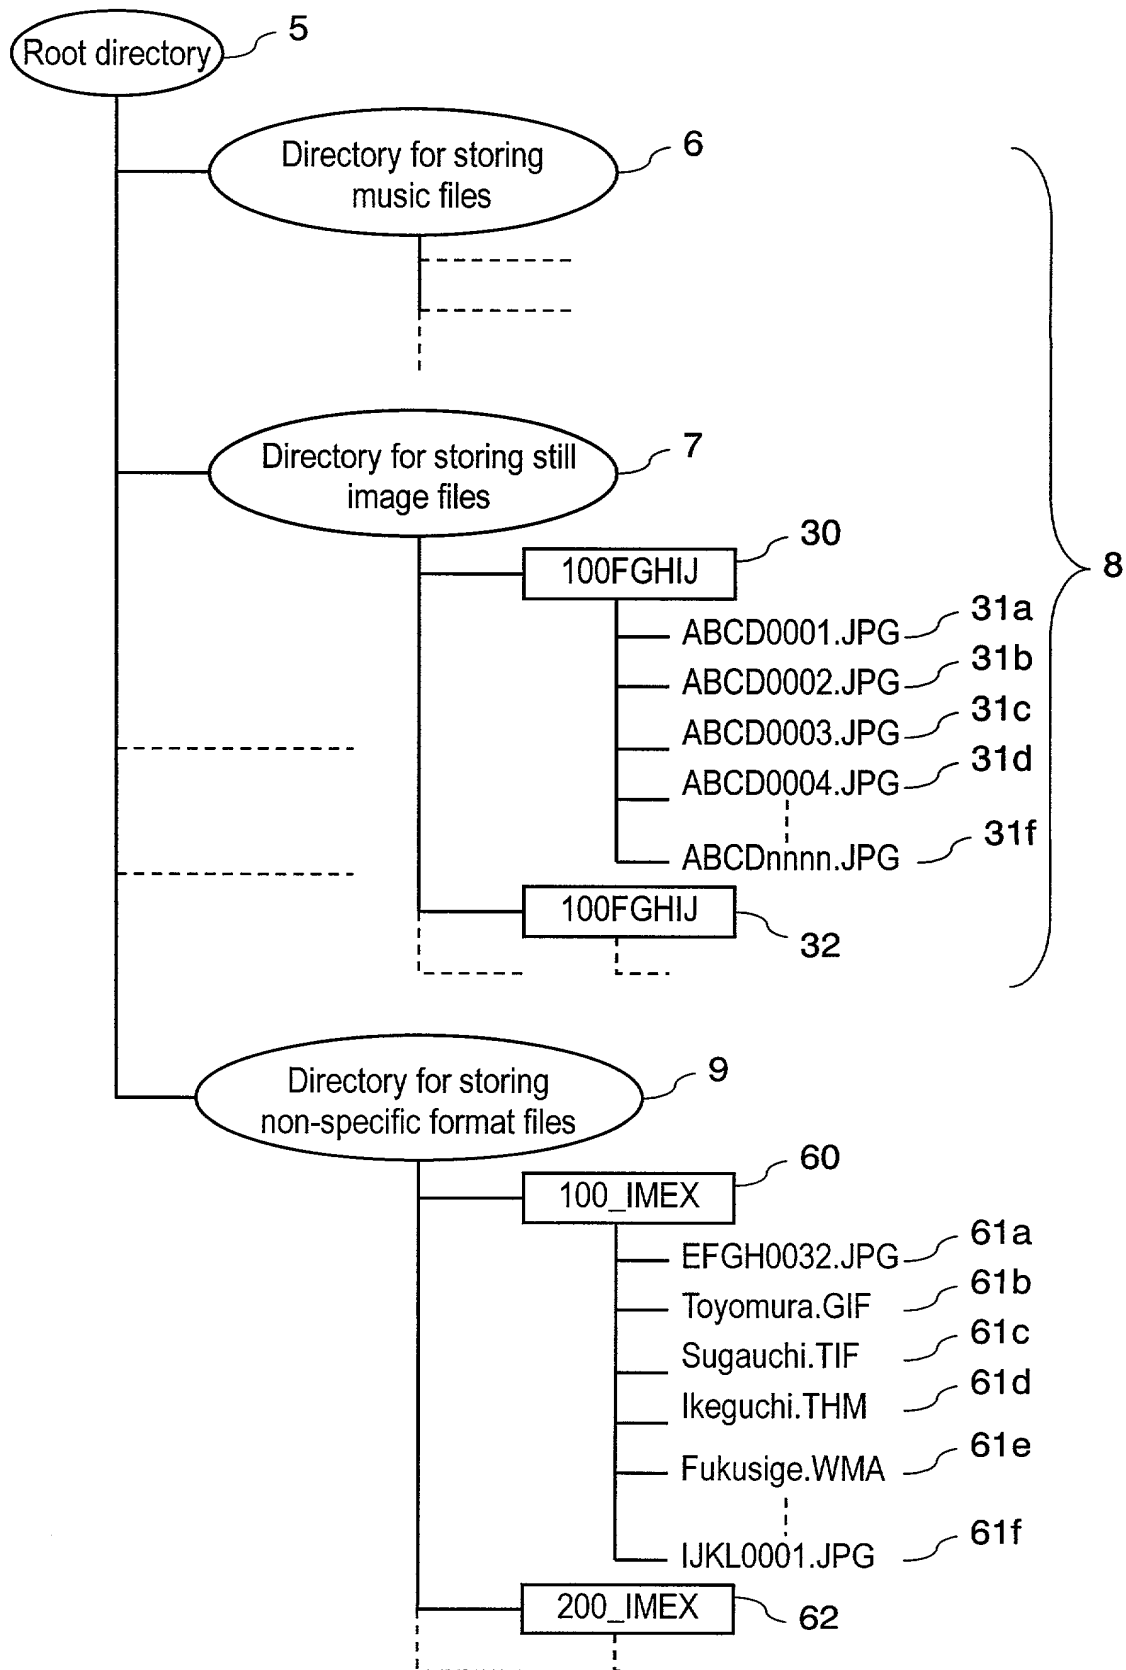 Root directory
5
Directory for storing
music files
6
Directory for storing still
image files
7
8
100FGHIJ
30
ABCD0001.JPG
31a
ABCD0002.JPG
31b
ABCD0003.JPG
31c
ABCD0004.JPG
31d
ABCDnnnn.JPG
31f
100FGHIJ
32
Directory for storing
non-specific format files
9
100_IMEX
60
EFGH0032.JPG
61a
Toyomura.GIF
61b
Sugauchi.TIF
61c
Ikeguchi.THM
61d
Fukusige.WMA
61e
IJKL0001.JPG
61f
200_IMEX
62